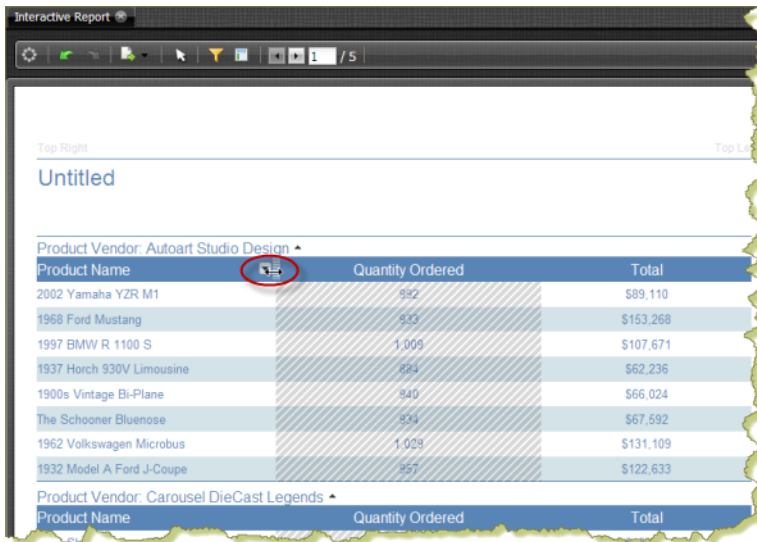 Interactive Report
1 / 5
Top Right
Untitled
Product Vendor: Autoart Studio Design
Product Name Quantity Ordered Total
2002 Yamaha YZR M1 992 $89,110
1968 Ford Mustang 933 $153,268
1997 BMW R 1100 S 1,009 $107,671
1937 Horch 930V Limousine 884 $62,236
1900s Vintage Bi-Plane 940 $66,024
The Schooner Bluenose 934 $67,592
1962 Volkswagen Microbus 1,029 $131,109
1932 Model A Ford J-Coupe 957 $122,633
Product Vendor: Carousel DieCast Legends
Product Name Quantity Ordered Total